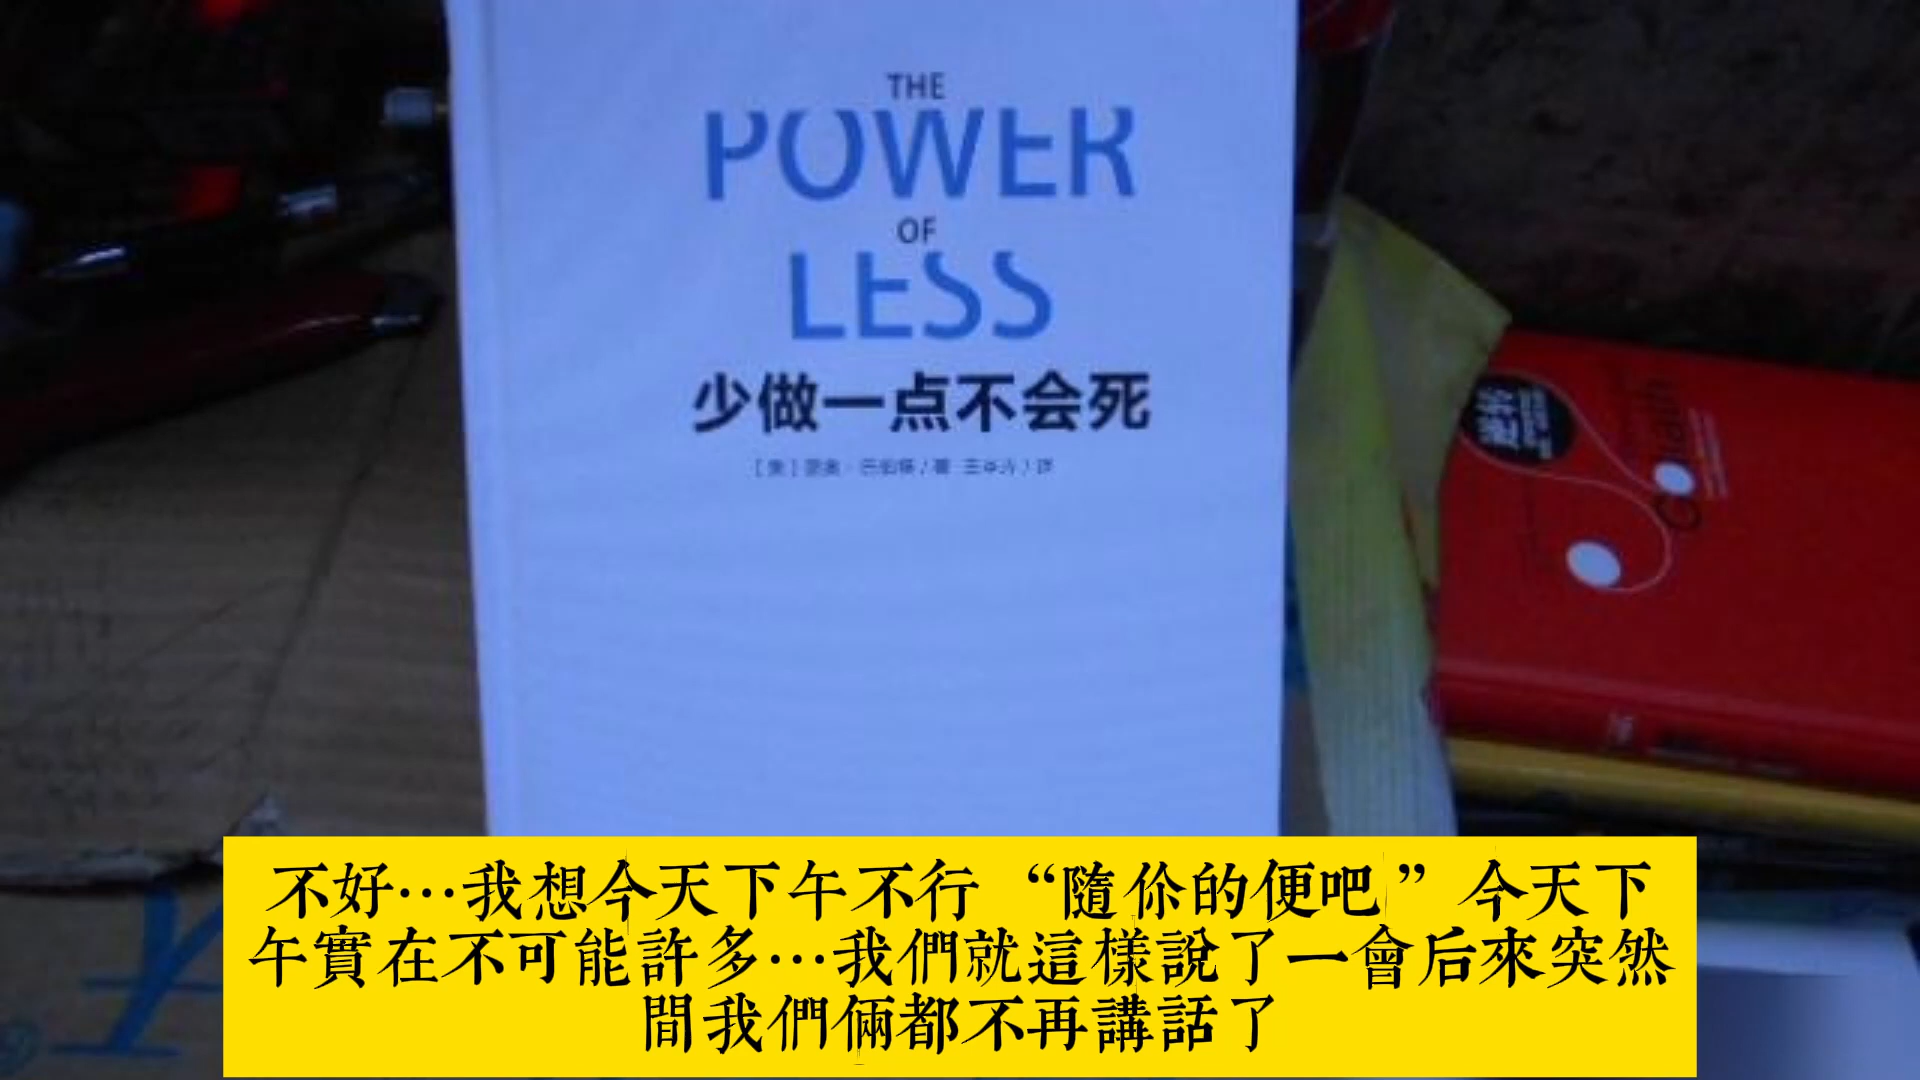 THE
POWER
OF
LESS
少做一点不会死
逆转
不好…我想今天下午不行“隨你的便吧”今天下
午實在不可能許多…我們就這樣說了一會后來突然
間我們倆都不再講話了